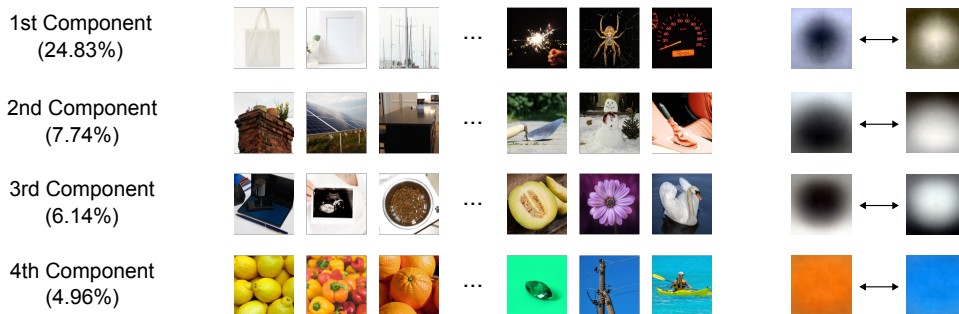 1st Component
(24.83%)
...
2nd Component
(7.74%)
...
3rd Component
(6.14%)
...
4th Component
(4.96%)
...